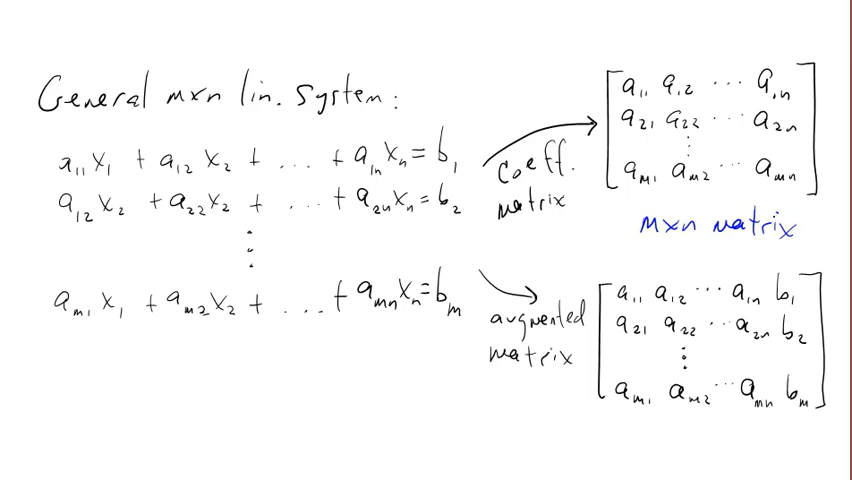 General mxn lin. system:
a₁₁x₁ + a₁₂x₂ + ... + a₁ₙxₙ = b₁
a₁₂x₂ + a₂₂x₂ + ... + a₂ₙxₙ = b₂
⋮
aₘ₁x₁ + aₘ₂x₂ + ... + aₘₙxₙ = bₘ
coeff.
matrix
a₁₁ a₁₂ ... a₁ₙ
a₂₁ a₂₂ ... a₂ₙ
⋮
aₘ₁ aₘ₂ ... aₘₙ
mxn matrix
augmented
matrix
a₁₁ a₁₂ ... a₁ₙ b₁
a₂₁ a₂₂ ... a₂ₙ b₂
⋮
aₘ₁ aₘ₂ ... aₘₙ bₘ